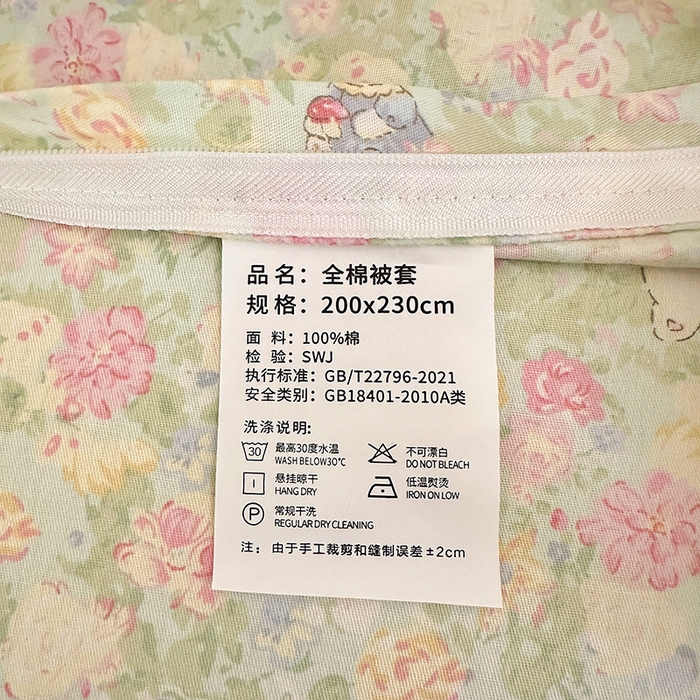 品名：全棉被套
规格：200x230cm
面料：100%棉
检验：SWJ
执行标准：GB/T22796-2021
安全类别：GB18401-2010A类
洗涤说明:
30 最高30度水温 不可漂白
WASH BELOW30℃ DO NOT BLEACH
悬挂晾干 低温熨烫
HANG DRY IRON ON LOW
P 常规干洗
REGULAR DRY CLEANING
注：由于手工裁剪和缝制误差±2cm